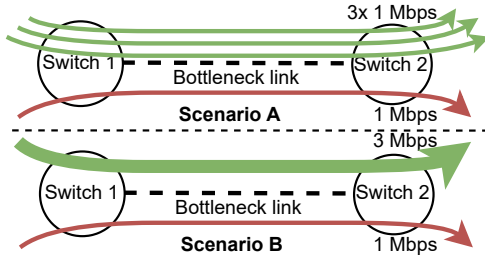 3x 1 Mbps
Switch 1
Switch 2
Bottleneck link
Scenario A
1 Mbps
3 Mbps
Switch 1
Switch 2
Bottleneck link
Scenario B
1 Mbps